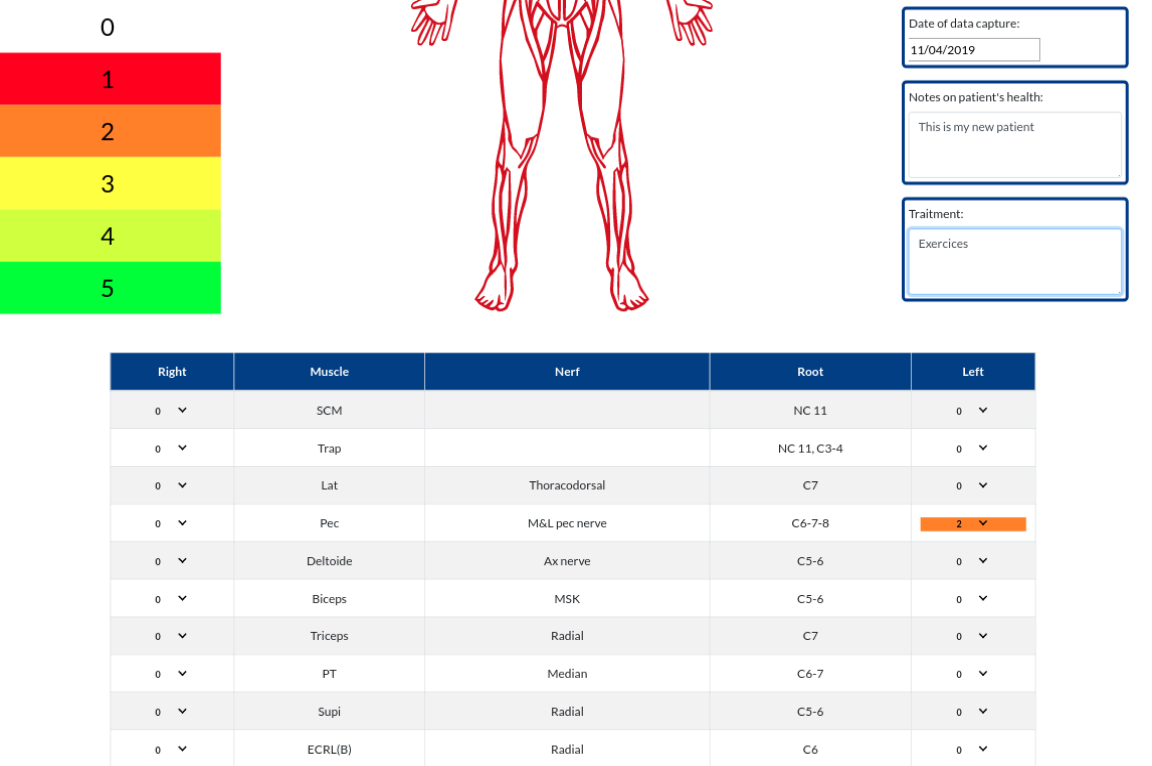 0
1
2
3
4
5
Date of data capture:
11/04/2019
Notes on patient's health:
This is my new patient
Traitment:
Exercices
Right Muscle Nerf Root Left
0 SCM NC 11 0
0 Trap NC 11, C3-4 0
0 Lat Thoracodorsal C7 0
0 Pec M&L pec nerve C6-7-8 2
0 Deltoide Ax nerve C5-6 0
0 Biceps MSK C5-6 0
0 Triceps Radial C7 0
0 PT Median C6-7 0
0 Supi Radial C5-6 0
0 ECRL(B) Radial C6 0